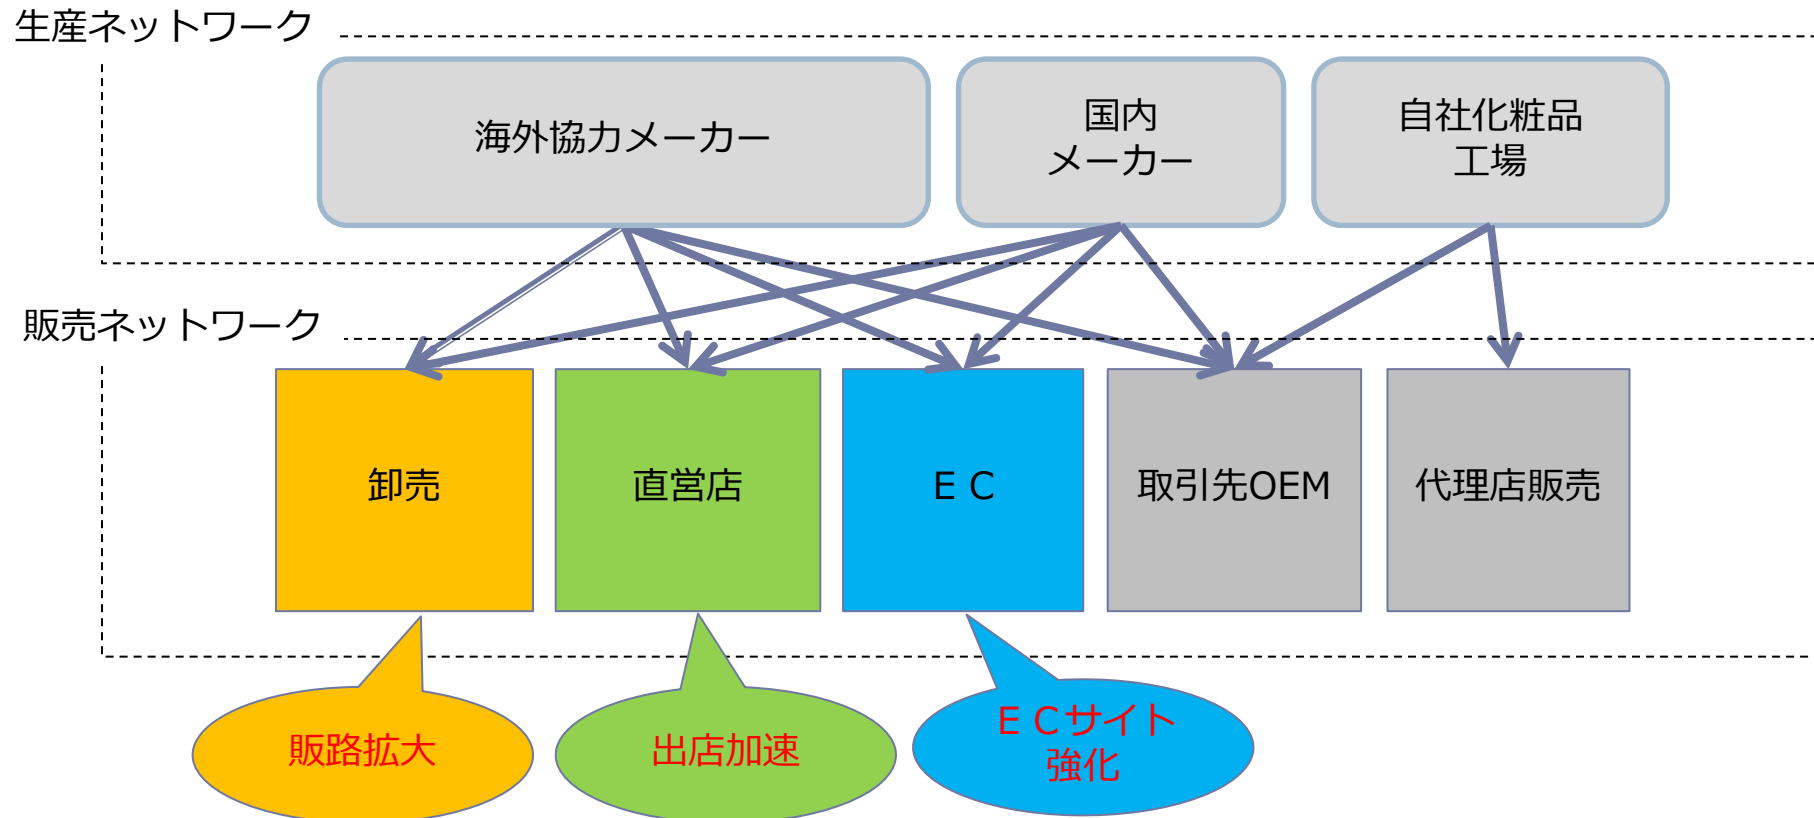 生産ネットワーク
海外協力メーカー
国内
メーカー
自社化粧品
工場
販売ネットワーク
卸売
直営店
ＥＣ
取引先OEM
代理店販売
販路拡大
出店加速
ＥＣサイト
強化